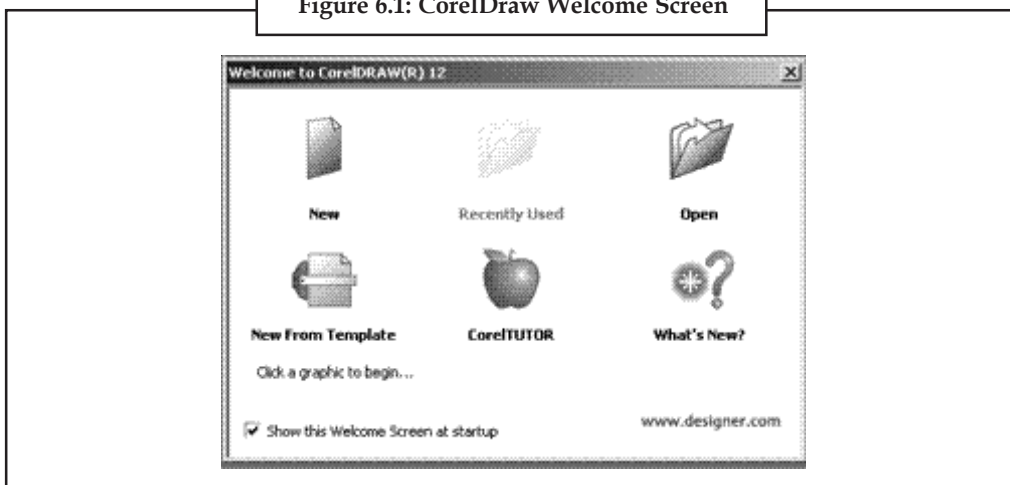 Figure 6.1: CorelDraw Welcome Screen
Welcome to CorelDRAW(R) 12
New Recently Used Open
New From Template CorelTUTOR What's New?
Click a graphic to begin...
Show this Welcome Screen at startup www.designer.com